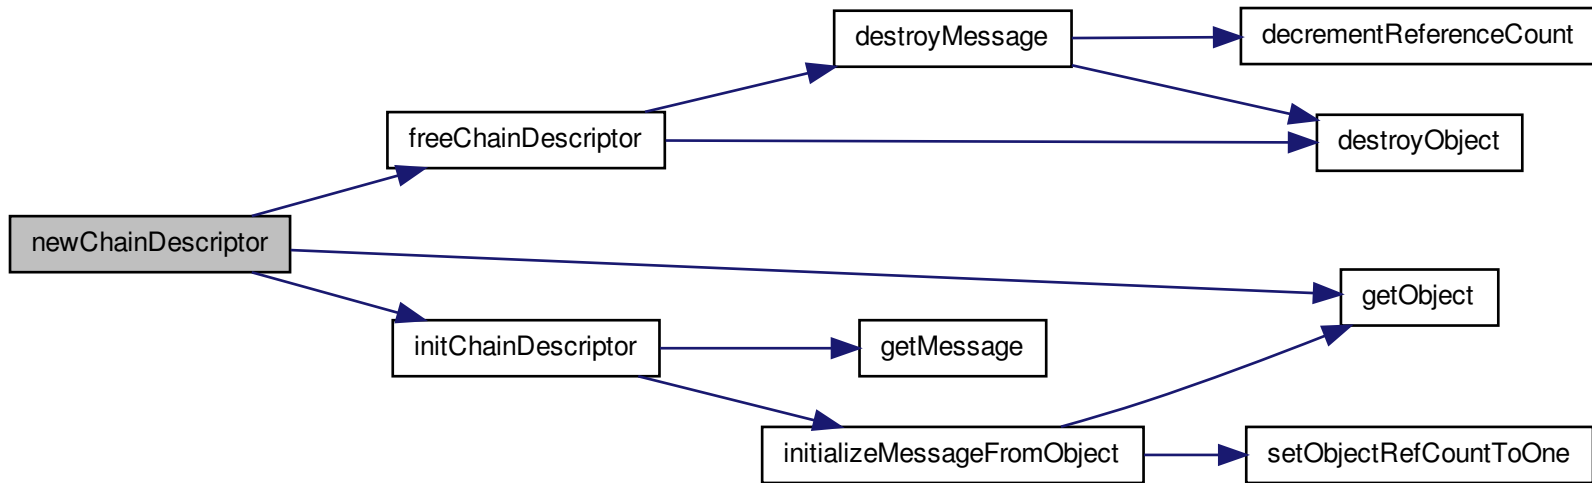 destroyMessage
decrementReferenceCount
freeChainDescriptor
destroyObject
newChainDescriptor
getObject
initChainDescriptor
getMessage
initializeMessageFromObject
setObjectRefCountToOne